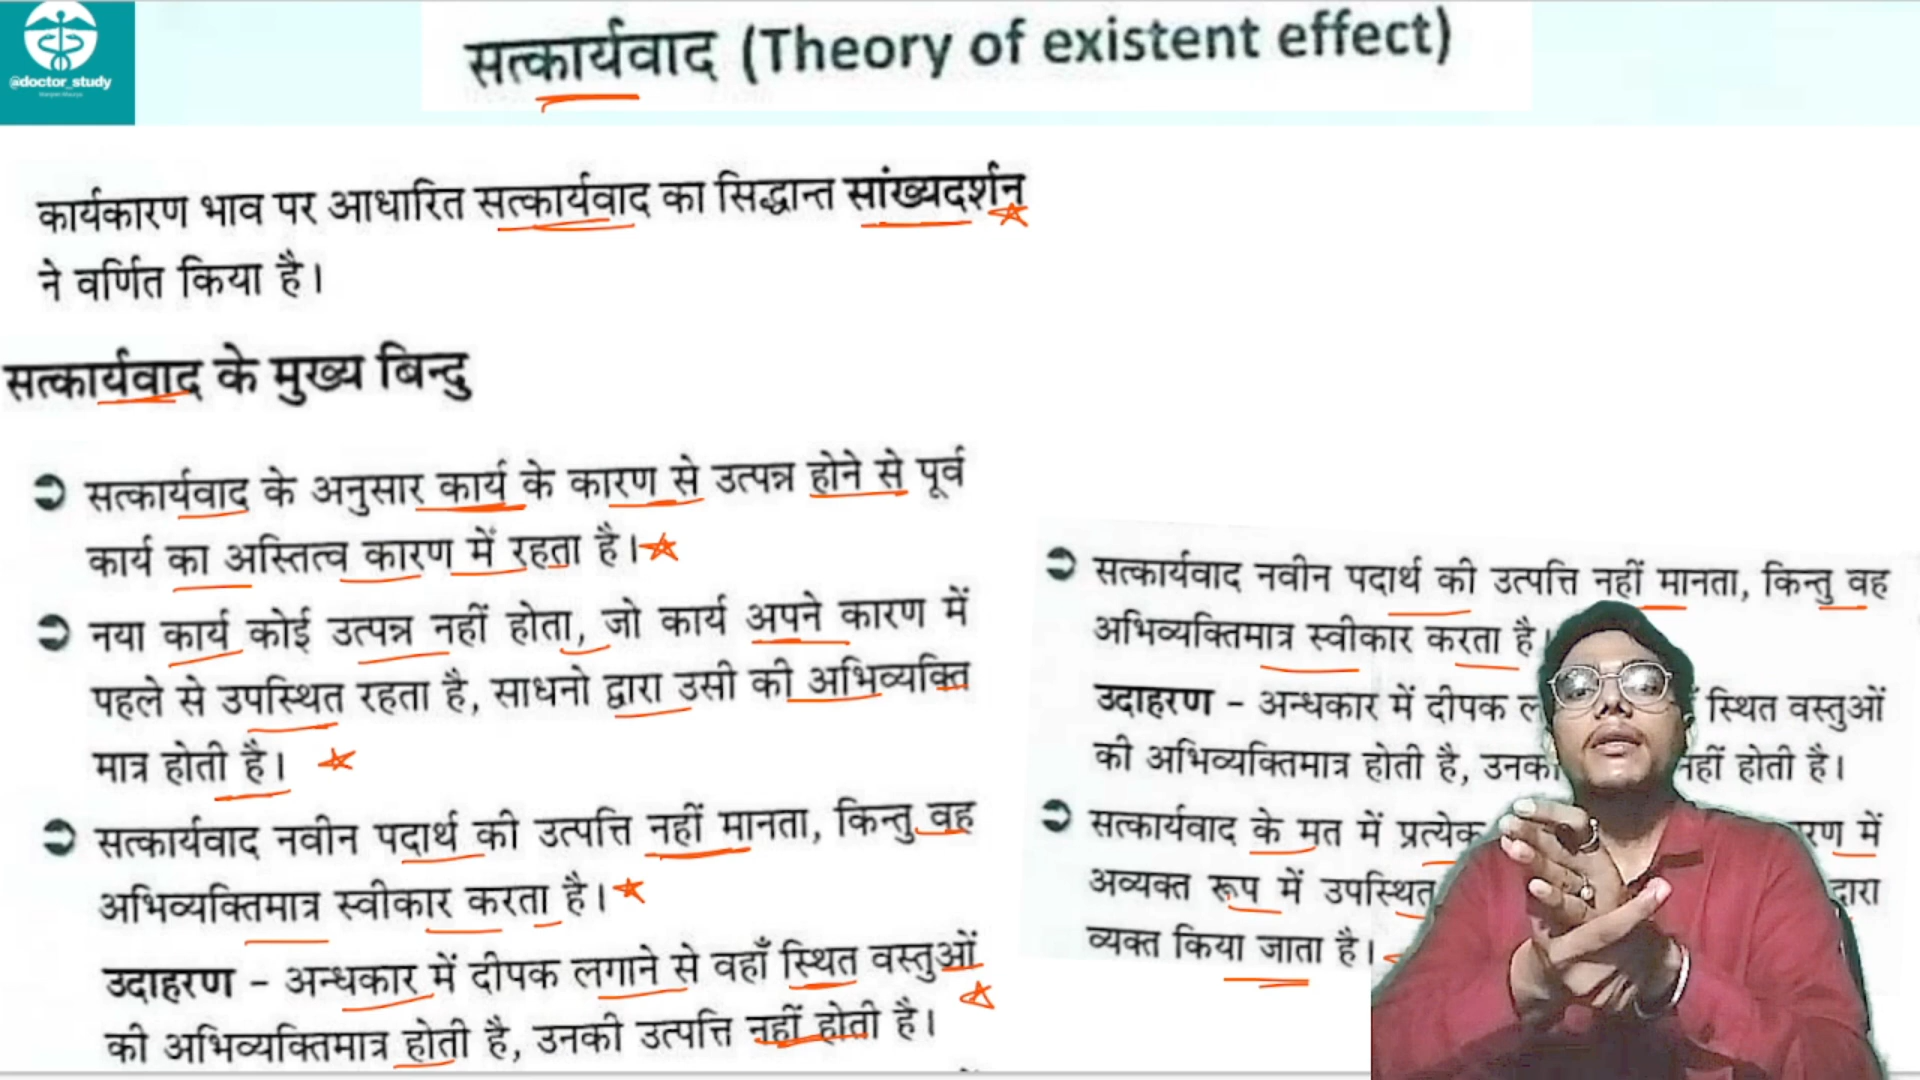 @doctor_study
सत्कार्यवाद (Theory of existent effect)
कार्यकारण भाव पर आधारित सत्कार्यवाद का सिद्धान्त सांख्यदर्शन
ने वर्णित किया है।
सत्कार्यवाद के मुख्य बिन्दु
सत्कार्यवाद के अनुसार कार्य के कारण से उत्पन्न होने से पूर्व
कार्य का अस्तित्व कारण में रहता है।
नया कार्य कोई उत्पन्न नहीं होता, जो कार्य अपने कारण में
पहले से उपस्थित रहता है, साधनो द्वारा उसी की अभिव्यक्ति
मात्र होती है।
सत्कार्यवाद नवीन पदार्थ की उत्पत्ति नहीं मानता, किन्तु वह
अभिव्यक्तिमात्र स्वीकार करता है।
उदाहरण – अन्धकार में दीपक लगाने से वहाँ स्थित वस्तुओं
की अभिव्यक्तिमात्र होती है, उनकी उत्पत्ति नहीं होती है।
सत्कार्यवाद नवीन पदार्थ की उत्पत्ति नहीं मानता, किन्तु वह
अभिव्यक्तिमात्र स्वीकार करता है।
उदाहरण – अन्धकार में दीपक स्थित वस्तुओं
की अभिव्यक्तिमात्र होती है, नहीं होती है।
सत्कार्यवाद के मत में प्रत्येक में
अव्यक्त रूप में उपस्थित
व्यक्त किया जाता है।